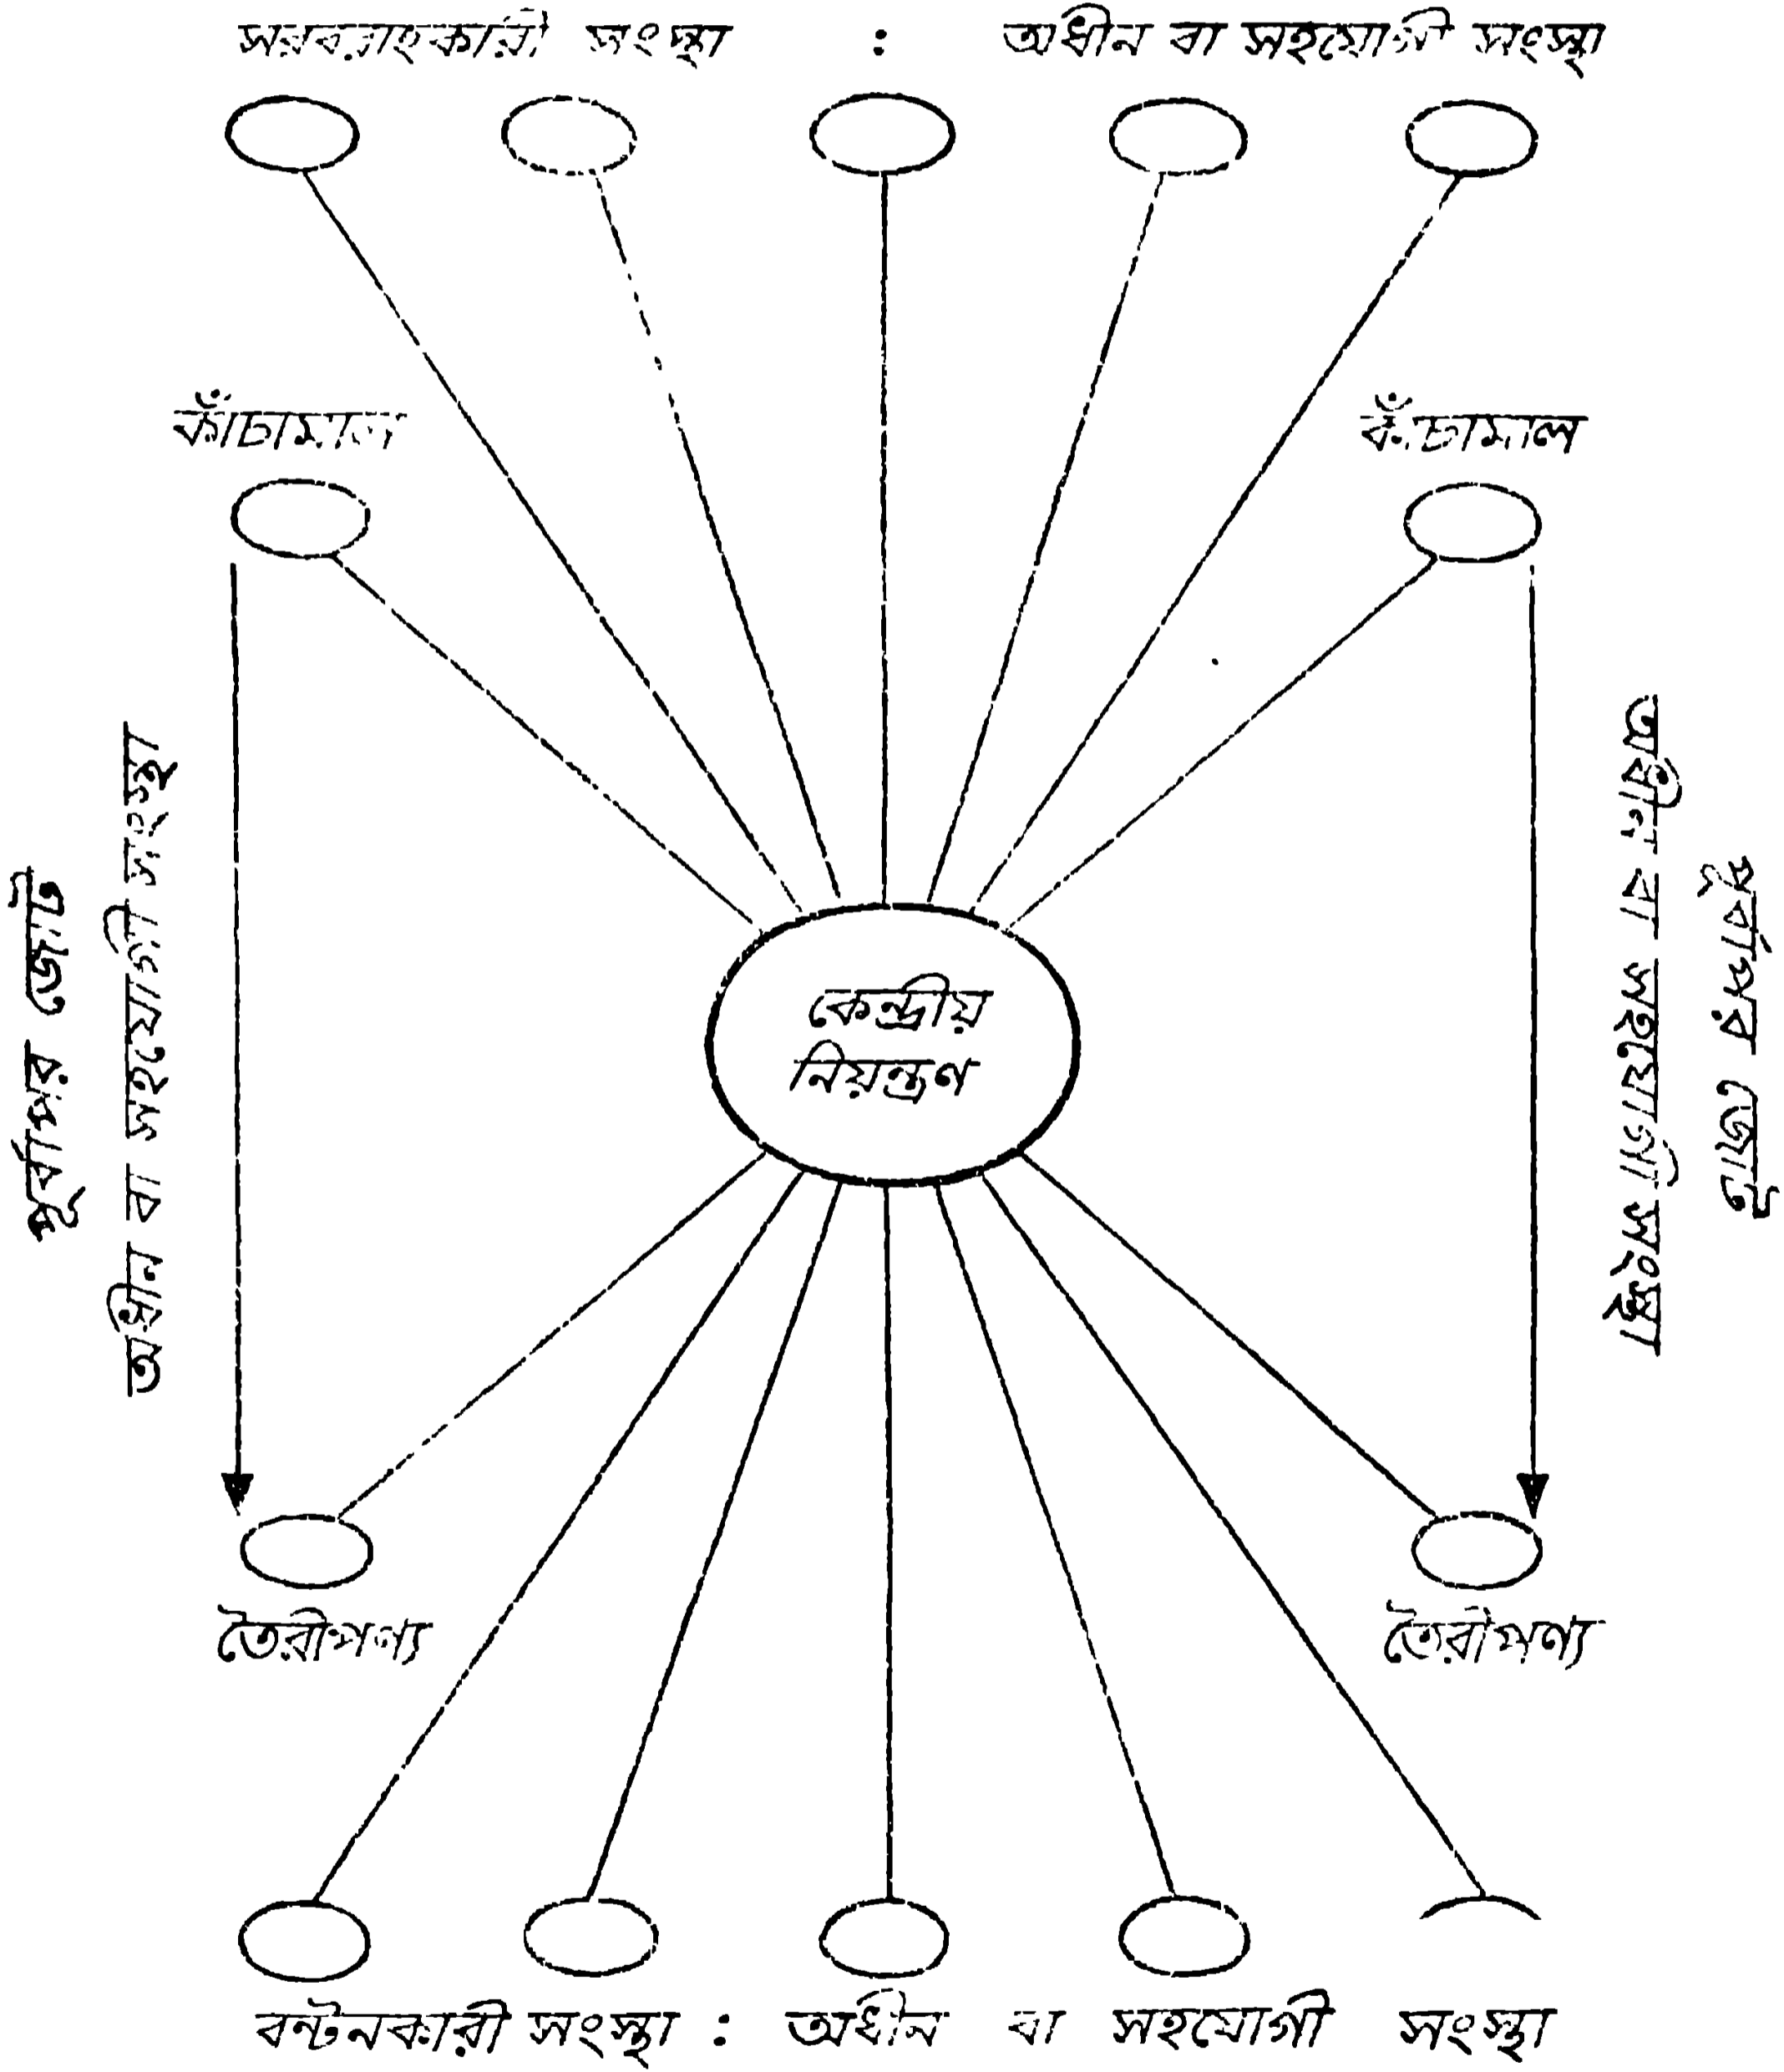 সরবরাহকারী সংস্থা : অধীন বা সহযোগী সংস্থা
কাঁচামাল
কাঁচামাল
পূর্বাপর জোট
অধীন বা সহযোগী সংস্থা
কেন্দ্রীয়
নিয়ন্ত্রণ
অধীন বা সহযোগী সংস্থা
পূর্বাপর জোট
তৈরীপণ্য
তৈরীপণ্য
বন্টনকারী সংস্থা : অধীন বা সহযোগী সংস্থা